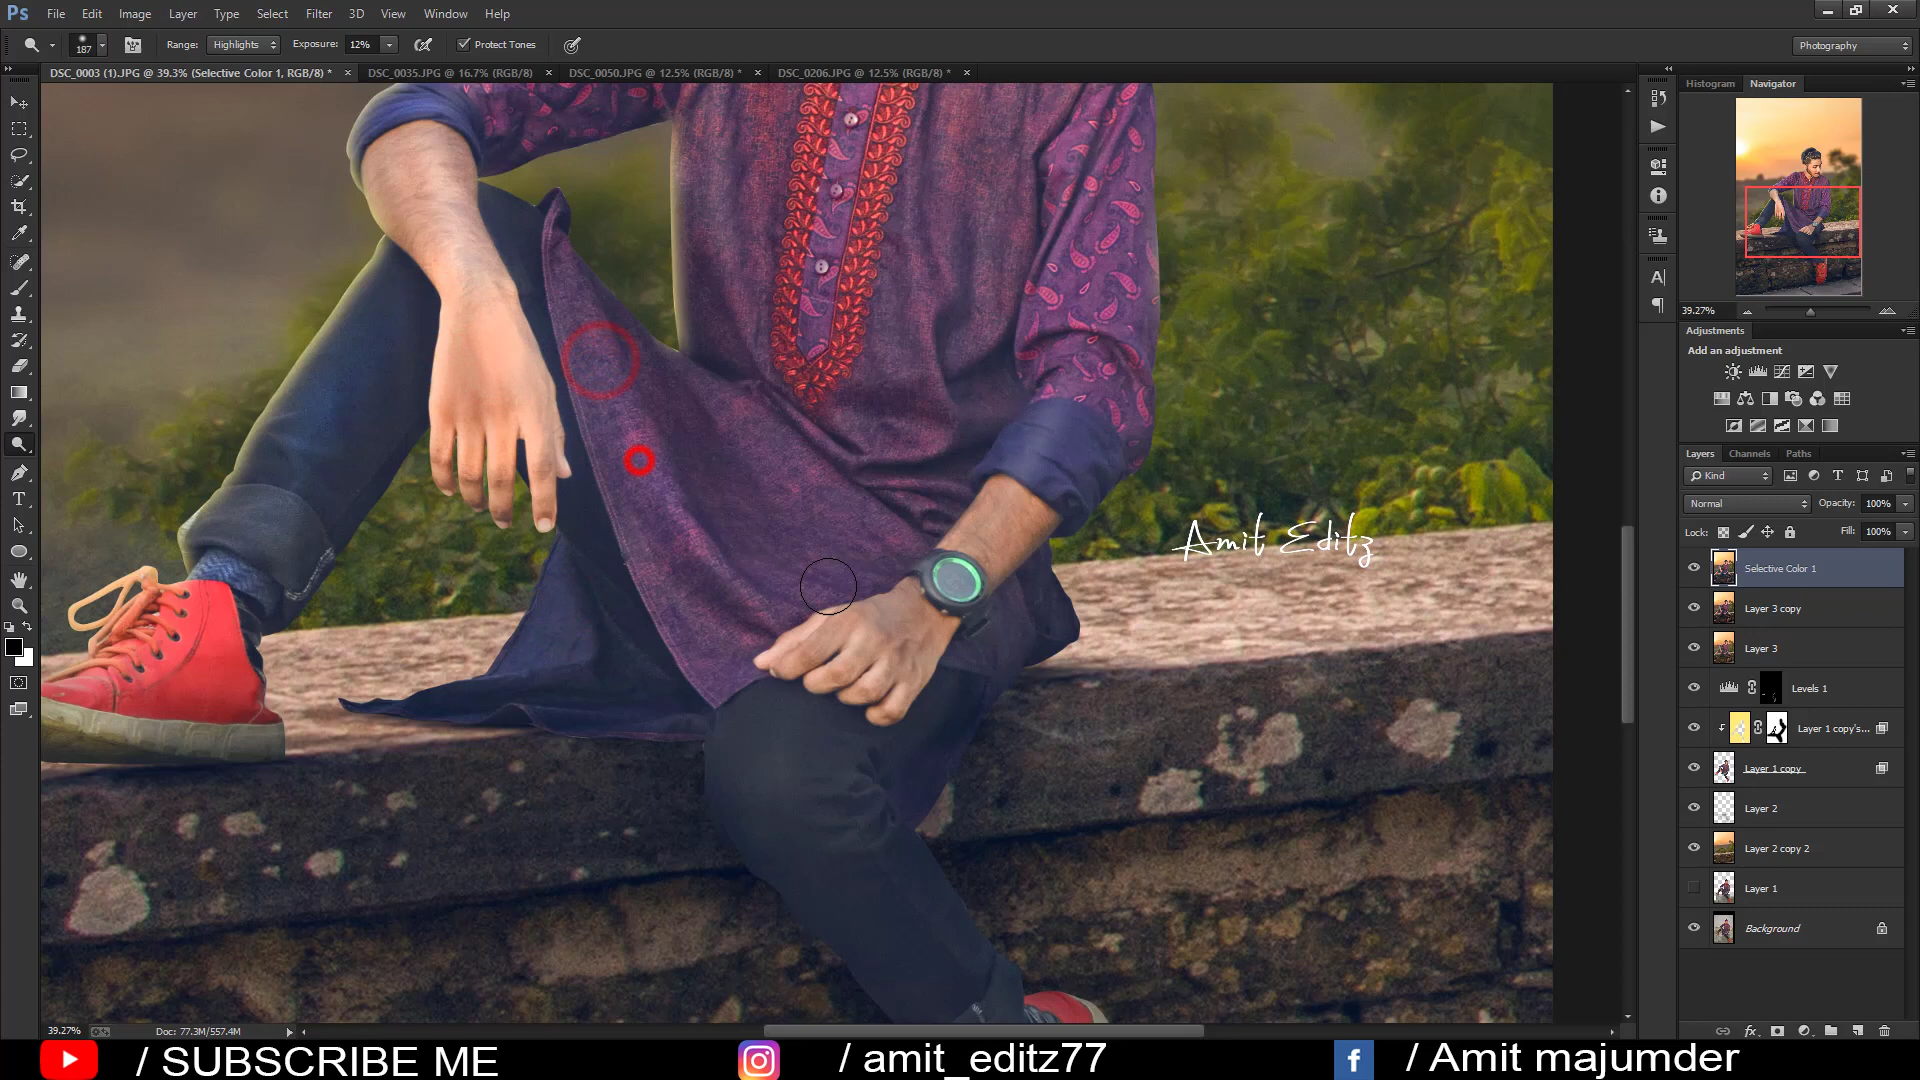 Ps File Edit Image Layer Type Select Filter 3D View Window Help
187 Range: Highlights Exposure: 12% Protect Tones Photography
DSC_0003 (1).JPG @ 39.3% (Selective Color 1, RGB/8) * × DSC_0035.JPG @ 16.7% (RGB/8) × DSC_0050.JPG @ 12.5% (RGB/8) * × DSC_0206.JPG @ 12.5% (RGB/8) * ×
Histogram Navigator
39.27%
Adjustments
Add an adjustment
Layers Channels Paths
Kind
Normal Opacity: 100%
Lock: Fill: 100%
Amit Editz
Selective Color 1
Layer 3 copy
Layer 3
Levels 1
Layer 1 copy's...
Layer 1 copy
Layer 2
Layer 2 copy 2
Layer 1
Background
39.27% Doc: 77.3M/557.4M
/ SUBSCRIBE ME / amit_editz77 / Amit majumder